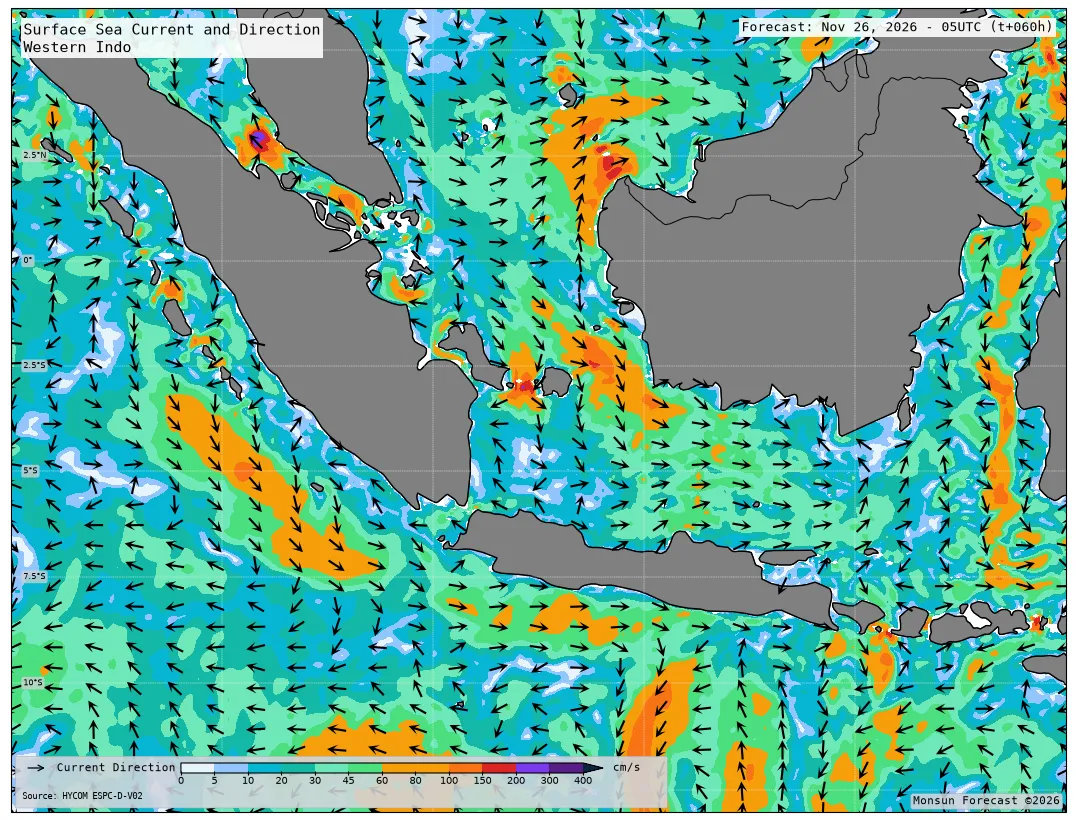 Surface Sea Current and Direction
Western Indo
Forecast: Nov 26, 2026 - 05UTC (t+060h)
2.5°N
0°
2.5°S
5°S
7.5°S
10°S
Current Direction
0 5 10 20 30 45 60 80 100 150 200 300 400 cm/s
Source: HYCOM ESPC-D-V02
Monsun Forecast ©2026